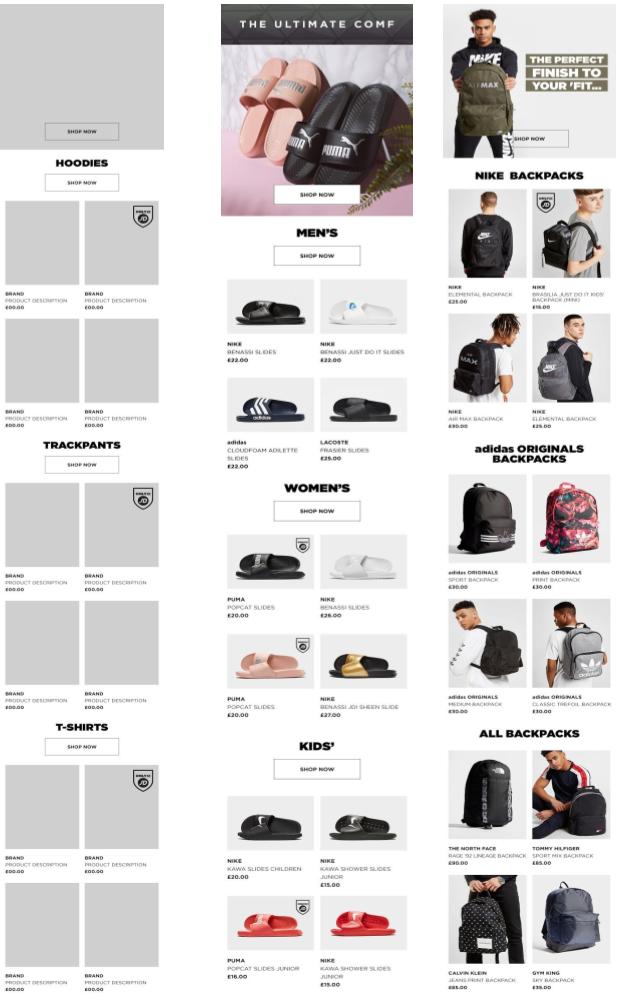 SHOP NOW
HOODIES
SHOP NOW
BRAND
PRODUCT DESCRIPTION
£00.00
BRAND
PRODUCT DESCRIPTION
£00.00
BRAND
PRODUCT DESCRIPTION
£00.00
BRAND
PRODUCT DESCRIPTION
£00.00
TRACKPANTS
SHOP NOW
BRAND
PRODUCT DESCRIPTION
£00.00
BRAND
PRODUCT DESCRIPTION
£00.00
BRAND
PRODUCT DESCRIPTION
£00.00
BRAND
PRODUCT DESCRIPTION
£00.00
T-SHIRTS
SHOP NOW
BRAND
PRODUCT DESCRIPTION
£00.00
BRAND
PRODUCT DESCRIPTION
£00.00
BRAND
PRODUCT DESCRIPTION
£00.00
BRAND
PRODUCT DESCRIPTION
£00.00
THE ULTIMATE COMF
PUMA
SHOP NOW
MEN'S
SHOP NOW
NIKE
BENASSI SLIDES
£22.00
NIKE
BENASSI JUST DO IT SLIDES
£22.00
adidas
adidas
CLOUDFOAM ADILETTE
SLIDES
£22.00
LACOSTE
FRASIER SLIDES
£25.00
WOMEN'S
SHOP NOW
PUMA
POPCAT SLIDES
£20.00
NIKE
BENASSI SLIDES
£26.00
PUMA
POPCAT SLIDES
£20.00
NIKE
BENASSI JDI SHEEN SLIDE
£27.00
KIDS'
SHOP NOW
NIKE
KAWA SLIDES CHILDREN
£20.00
NIKE
KAWA SHOWER SLIDES
JUNIOR
£15.00
PUMA
POPCAT SLIDES JUNIOR
£16.00
NIKE
KAWA SHOWER SLIDES
JUNIOR
£15.00
NIKE
AIRMAX
THE PERFECT
FINISH TO
YOUR 'FIT...
SHOP NOW
NIKE BACKPACKS
NIKE
ELEMENTAL BACKPACK
£25.00
NIKE
BRASILIA JUST DO IT KIDS'
BACKPACK (MINI)
£15.00
MAX
NIKE
AIR MAX BACKPACK
£30.00
NIKE
ELEMENTAL BACKPACK
£25.00
adidas ORIGINALS
BACKPACKS
adidas ORIGINALS
SPORT BACKPACK
£30.00
adidas ORIGINALS
PRINT BACKPACK
£30.00
adidas ORIGINALS
MEDIUM BACKPACK
£30.00
adidas ORIGINALS
CLASSIC TREFOIL BACKPACK
£30.00
ALL BACKPACKS
THE NORTH FACE
RAGE '92 LINEAGE BACKPACK
£90.00
TOMMY HILFIGER
SPORT MIX BACKPACK
£85.00
CALVIN KLEIN
JEANS PRINT BACKPACK
£65.00
GYM KING
SKY BACKPACK
£35.00